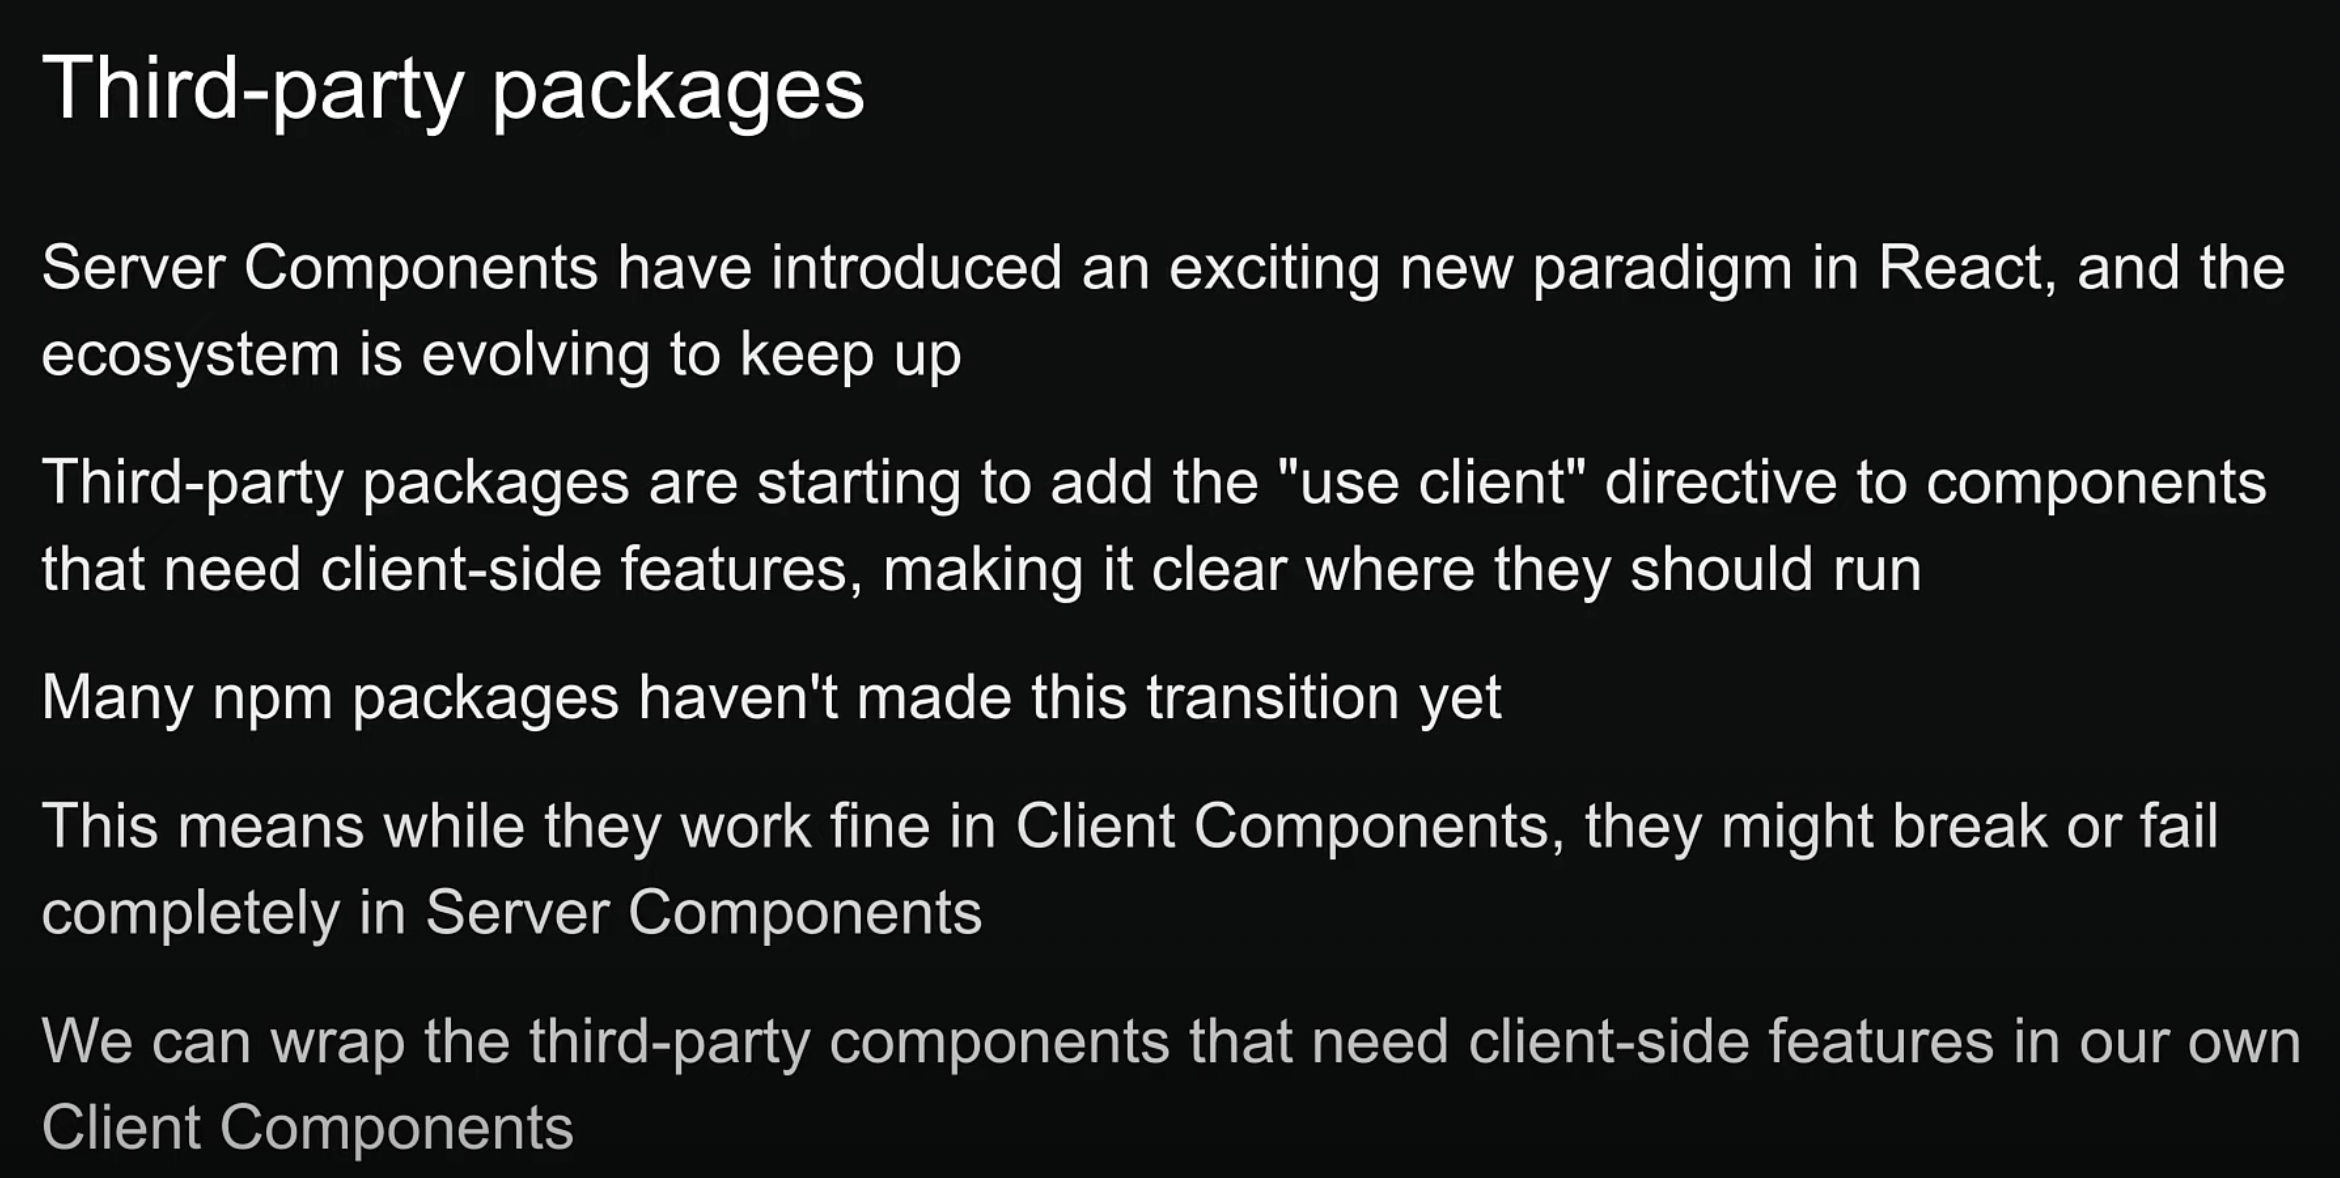 Third-party packages
Server Components have introduced an exciting new paradigm in React, and the
ecosystem is evolving to keep up
Third-party packages are starting to add the "use client" directive to components
that need client-side features, making it clear where they should run
Many npm packages haven't made this transition yet
This means while they work fine in Client Components, they might break or fail
completely in Server Components
We can wrap the third-party components that need client-side features in our own
Client Components